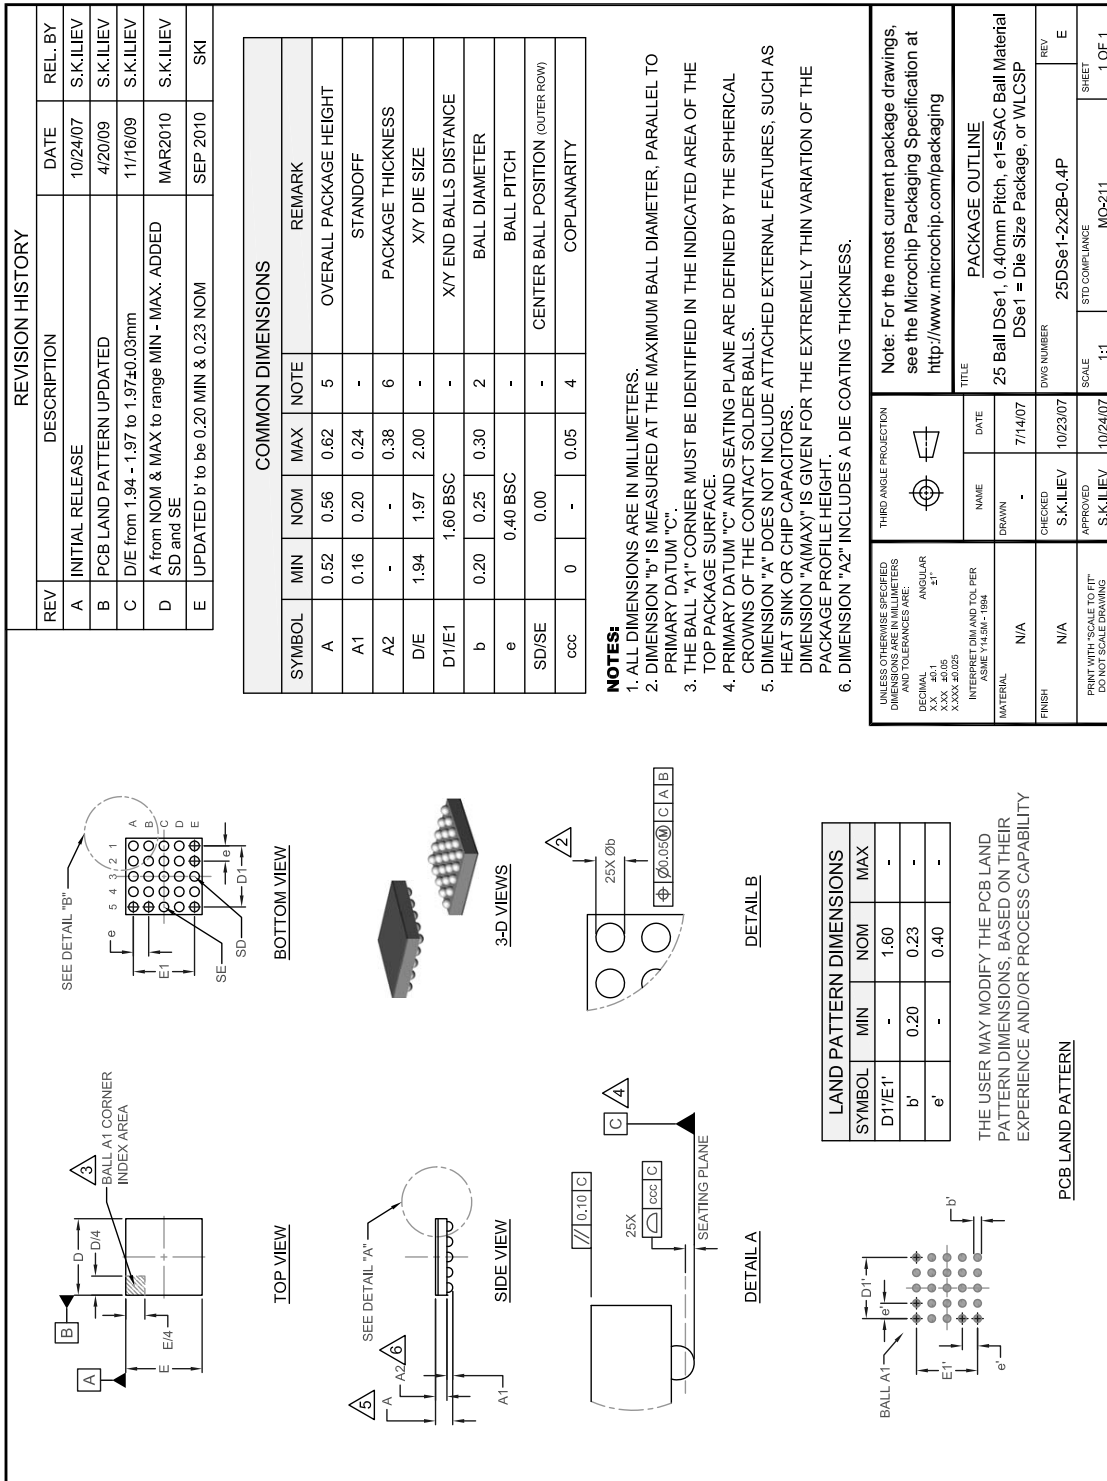 REVISION HISTORY
REV DESCRIPTION DATE REL. BY
A INITIAL RELEASE 10/24/07 S.K.ILIEV
B PCB LAND PATTERN UPDATED 4/20/09 S.K.ILIEV
C D/E from 1.94 - 1.97 to 1.97±0.03mm 11/16/09 S.K.ILIEV
D A from NOM & MAX to range MIN - MAX. ADDED SD and SE MAR2010 S.K.ILIEV
E UPDATED b' to be 0.20 MIN & 0.23 NOM SEP 2010 SKI
A
B
D
D/4
E
E/4
3
BALL A1 CORNER
INDEX AREA
TOP VIEW
SEE DETAIL "B"
e
5 4 3 2 1
A
B
C
D
E
E1
SE
SD
D1
e
BOTTOM VIEW
COMMON DIMENSIONS
SYMBOL MIN NOM MAX NOTE REMARK
A 0.52 0.56 0.62 5 OVERALL PACKAGE HEIGHT
A1 0.16 0.20 0.24 - STANDOFF
A2 - - 0.38 6 PACKAGE THICKNESS
D/E 1.94 1.97 2.00 - X/Y DIE SIZE
D1/E1 1.60 BSC - X/Y END BALLS DISTANCE
b 0.20 0.25 0.30 2 BALL DIAMETER
e 0.40 BSC - BALL PITCH
SD/SE 0.00 - CENTER BALL POSITION (OUTER ROW)
ccc 0 - 0.05 4 COPLANARITY
5
A
6
A2
A1
SEE DETAIL "A"
SIDE VIEW
3-D VIEWS
// 0.10 C
25X
⌓ ccc C
C
4
SEATING PLANE
DETAIL A
2
25X Øb
⌖ Ø0.05Ⓜ C A B
DETAIL B
NOTES:
1. ALL DIMENSIONS ARE IN MILLIMETERS.
2. DIMENSION "b" IS MEASURED AT THE MAXIMUM BALL DIAMETER, PARALLEL TO
PRIMARY DATUM "C".
3. THE BALL "A1" CORNER MUST BE IDENTIFIED IN THE INDICATED AREA OF THE
TOP PACKAGE SURFACE.
4. PRIMARY DATUM "C" AND SEATING PLANE ARE DEFINED BY THE SPHERICAL
CROWNS OF THE CONTACT SOLDER BALLS.
5. DIMENSION "A" DOES NOT INCLUDE ATTACHED EXTERNAL FEATURES, SUCH AS
HEAT SINK OR CHIP CAPACITORS.
DIMENSION "A(MAX)" IS GIVEN FOR THE EXTREMELY THIN VARIATION OF THE
PACKAGE PROFILE HEIGHT.
6. DIMENSION "A2" INCLUDES A DIE COATING THICKNESS.
BALL A1
D1'
e'
E1'
e'
b'
LAND PATTERN DIMENSIONS
SYMBOL MIN NOM MAX
D1'/E1' - 1.60 -
b' 0.20 0.23 -
e' - 0.40 -
THE USER MAY MODIFY THE PCB LAND
PATTERN DIMENSIONS, BASED ON THEIR
EXPERIENCE AND/OR PROCESS CAPABILITY
PCB LAND PATTERN
UNLESS OTHERWISE SPECIFIED
DIMENSIONS ARE IN MILLIMETERS
AND TOLERANCES ARE:
DECIMAL ANGULAR
X.X ±0.1 ±1°
X.XX ±0.05
X.XXX ±0.025
INTERPRET DIM AND TOL PER
ASME Y14.5M - 1994
MATERIAL
N/A
FINISH
N/A
PRINT WITH "SCALE TO FIT"
DO NOT SCALE DRAWING
THIRD ANGLE PROJECTION
NAME DATE
DRAWN
- 7/14/07
CHECKED
S.K.ILIEV 10/23/07
APPROVED
S.K.ILIEV 10/24/07
Note: For the most current package drawings,
see the Microchip Packaging Specification at
http://www.microchip.com/packaging
TITLE
PACKAGE OUTLINE
25 Ball DSe1, 0.40mm Pitch, e1=SAC Ball Material
DSe1 = Die Size Package, or WLCSP
DWG NUMBER
25DSe1-2x2B-0.4P
REV
E
SCALE
1:1
STD COMPLIANCE
MO-211
SHEET
1 OF 1